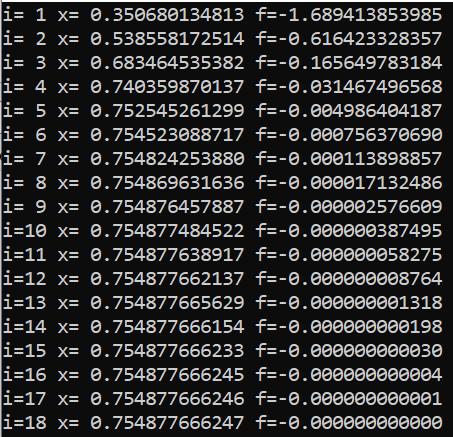 i= 1 x= 0.350680134813 f=-1.689413853985
i= 2 x= 0.538558172514 f=-0.616423328357
i= 3 x= 0.683464535382 f=-0.165649783184
i= 4 x= 0.740359870137 f=-0.031467496568
i= 5 x= 0.752545261299 f=-0.004986404187
i= 6 x= 0.754523088717 f=-0.000756370690
i= 7 x= 0.754824253880 f=-0.000113898857
i= 8 x= 0.754869631636 f=-0.000017132486
i= 9 x= 0.754876457887 f=-0.000002576609
i=10 x= 0.754877484522 f=-0.000000387495
i=11 x= 0.754877638917 f=-0.000000058275
i=12 x= 0.754877662137 f=-0.000000008764
i=13 x= 0.754877665629 f=-0.000000001318
i=14 x= 0.754877666154 f=-0.000000000198
i=15 x= 0.754877666233 f=-0.000000000030
i=16 x= 0.754877666245 f=-0.000000000004
i=17 x= 0.754877666246 f=-0.000000000001
i=18 x= 0.754877666247 f=-0.000000000000